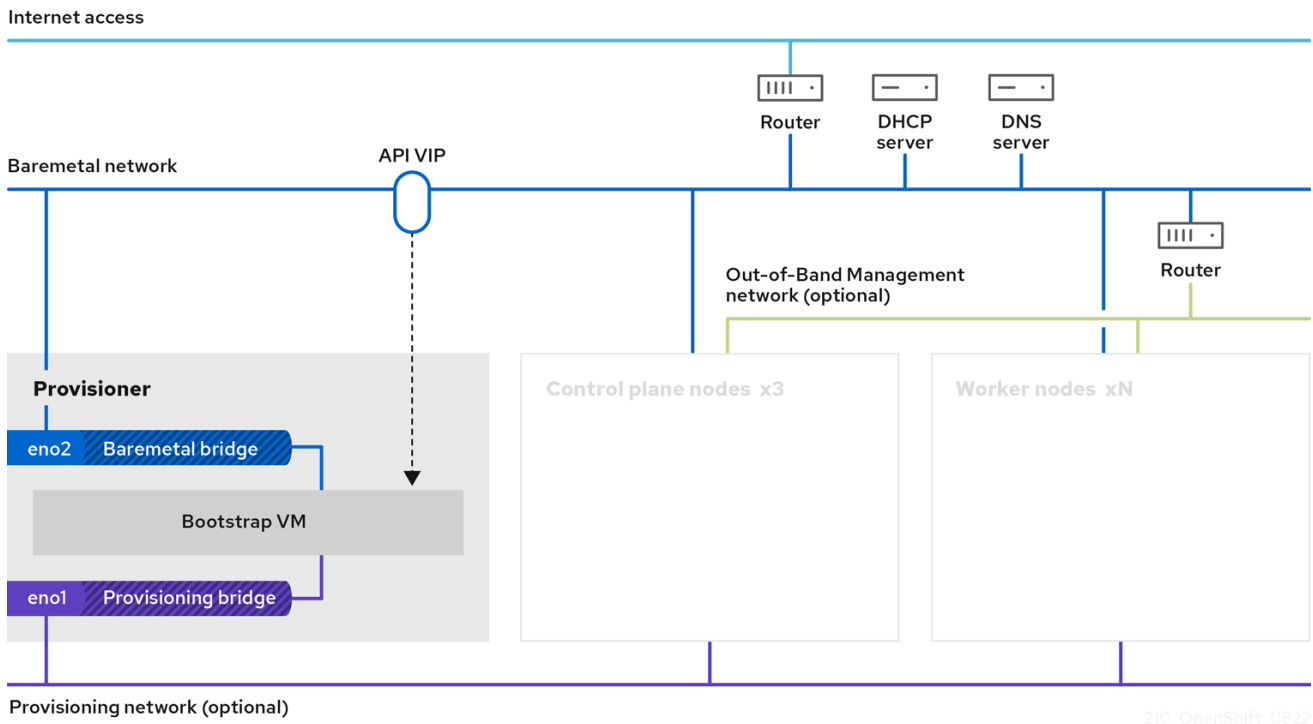 Internet access
Router
DHCP
server
DNS
server
API VIP
Baremetal network
Router
Out-of-Band Management
network (optional)
Provisioner
Control plane nodes x3
Worker nodes xN
eno2
Baremetal bridge
Bootstrap VM
eno1
Provisioning bridge
Provisioning network (optional)
210_OpenShift_0822